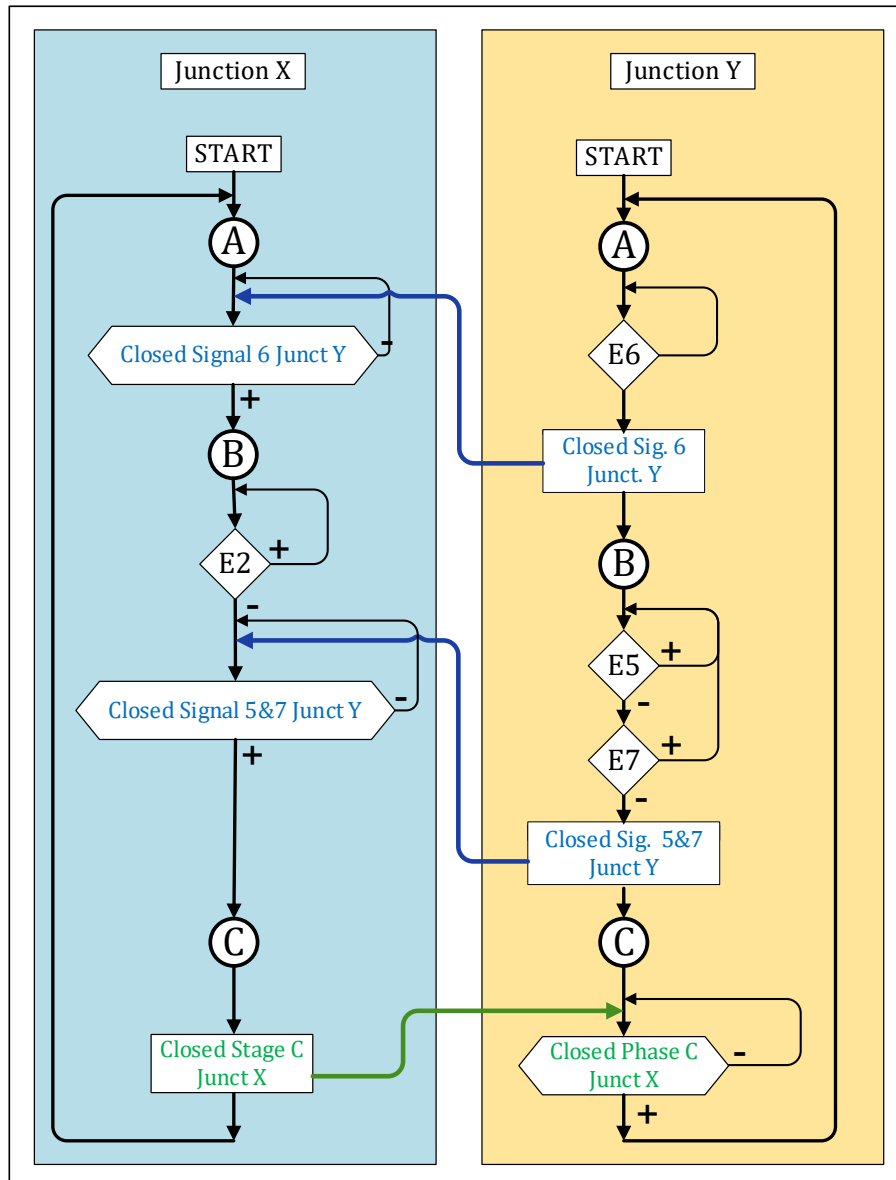 Junction X
START
A
Closed Signal 6 Junct Y
-
+
B
E2
+
-
Closed Signal 5&7 Junct Y
-
+
C
Closed Stage C
Junct X
Junction Y
START
A
E6
Closed Sig. 6
Junct. Y
B
E5
+
-
E7
+
-
Closed Sig. 5&7
Junct Y
C
Closed Phase C
Junct X
-
+